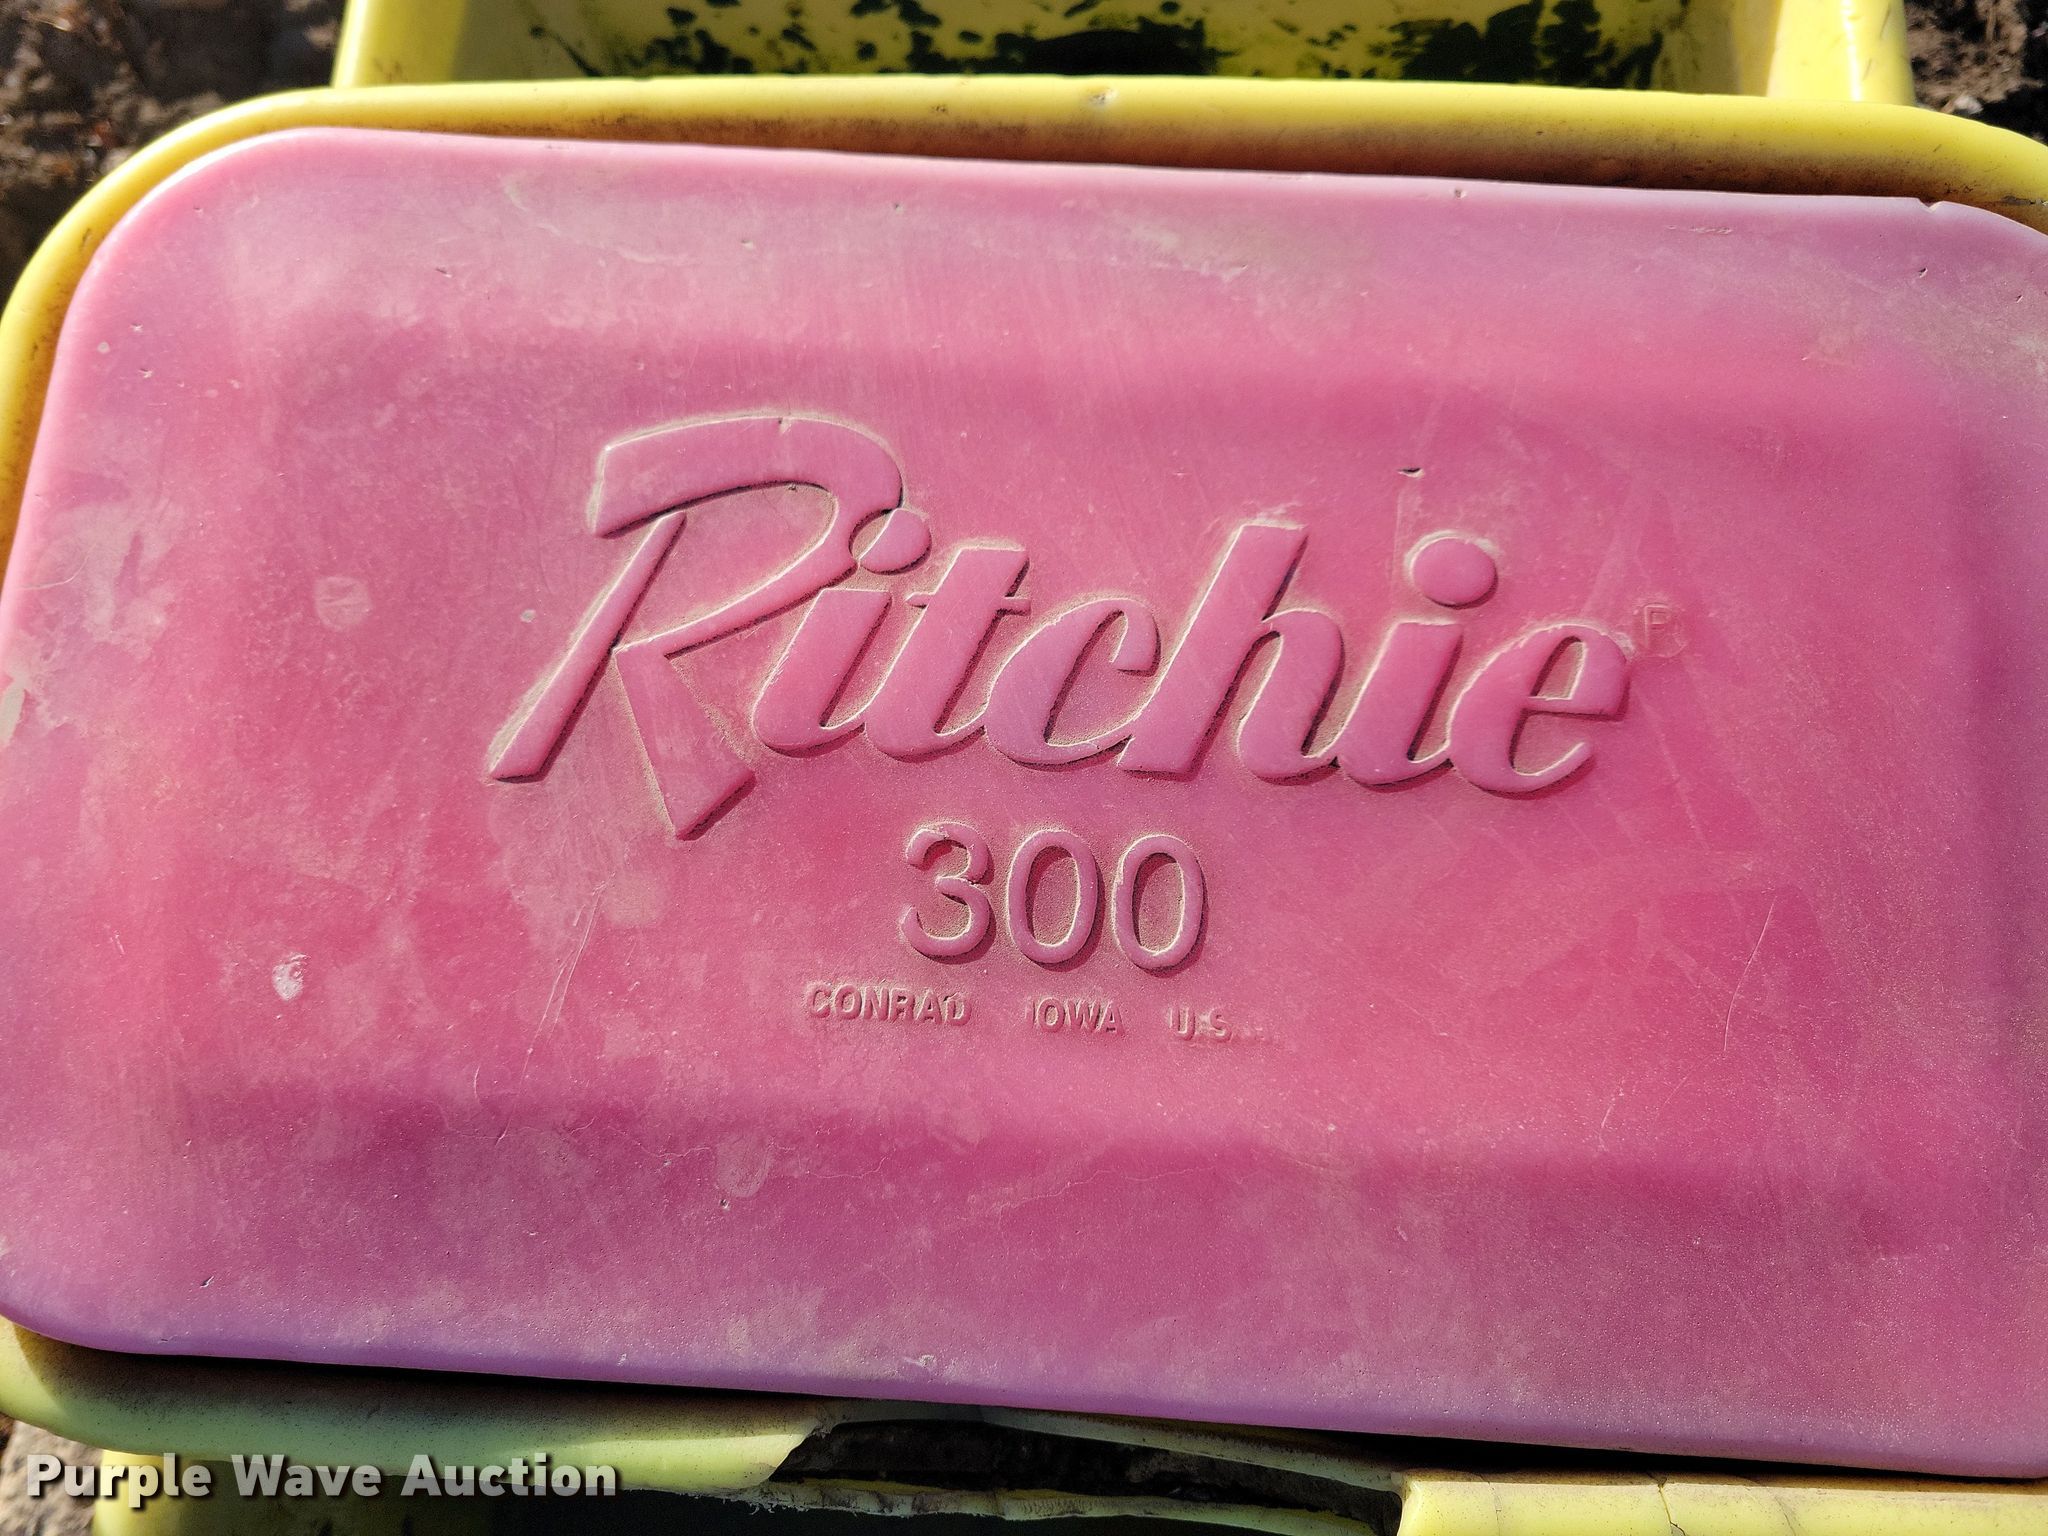 Ritchie®
300
CONRAD IOWA U.S.
Purple Wave Auction